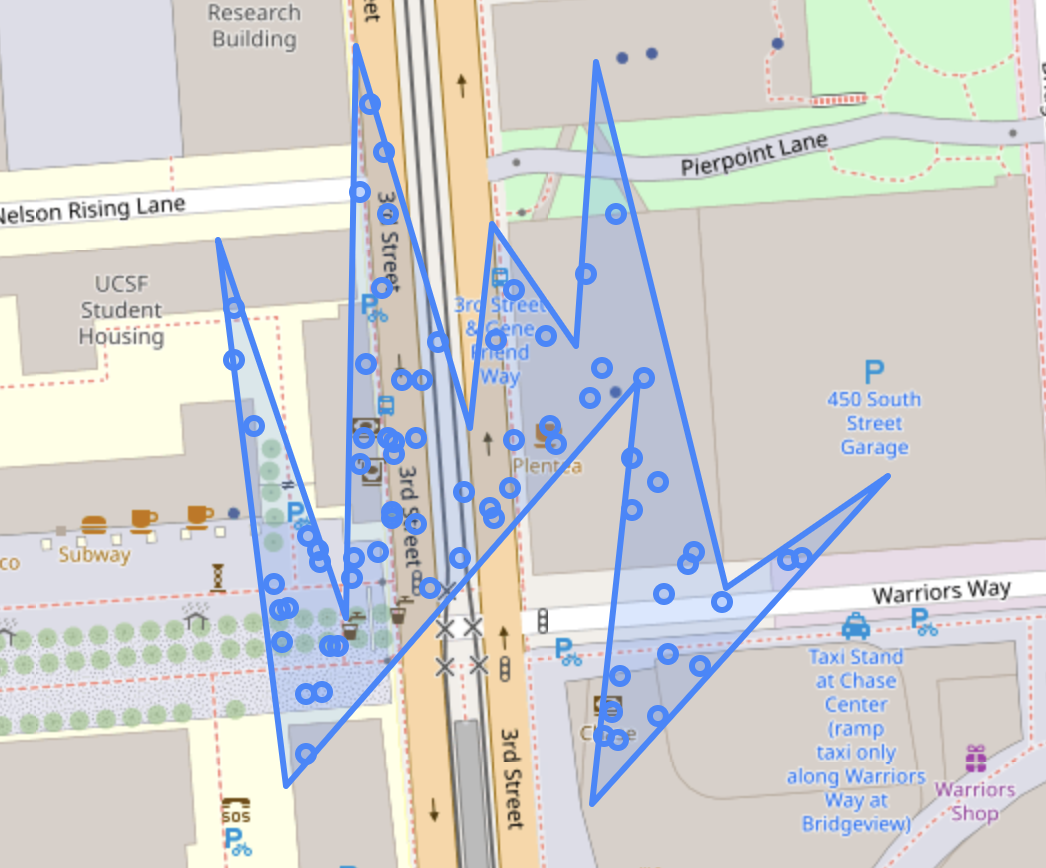 Research
Building
eet
Pierpoint Lane
Nelson Rising Lane
3rd Street
UCSF
Student
Housing
3rd Street
& Gene
Friend
Way
450 South
Street
Garage
Plentea
3rd Street
Subway
co
Warriors Way
Taxi Stand
at Chase
Center
(ramp
taxi only
along Warriors
Way at
Bridgeview)
Chase
3rd Street
Warriors
Shop
SOS